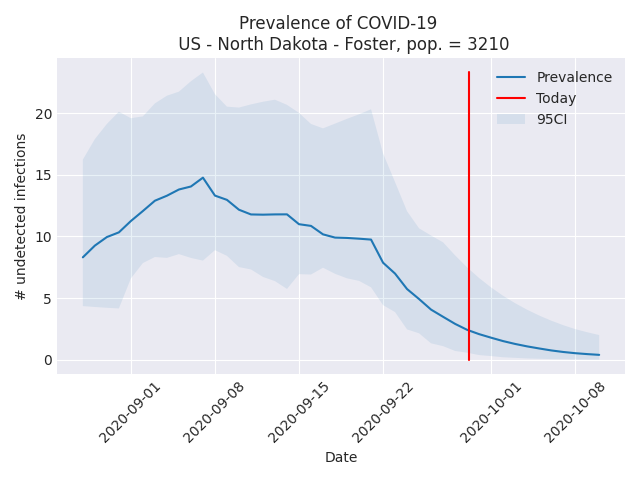 Prevalence of COVID-19
US - North Dakota - Foster, pop. = 3210
Prevalence
Today
95CI
# undetected infections
20
15
10
5
0
2020-09-01
2020-09-08
2020-09-15
2020-09-22
2020-10-01
2020-10-08
Date